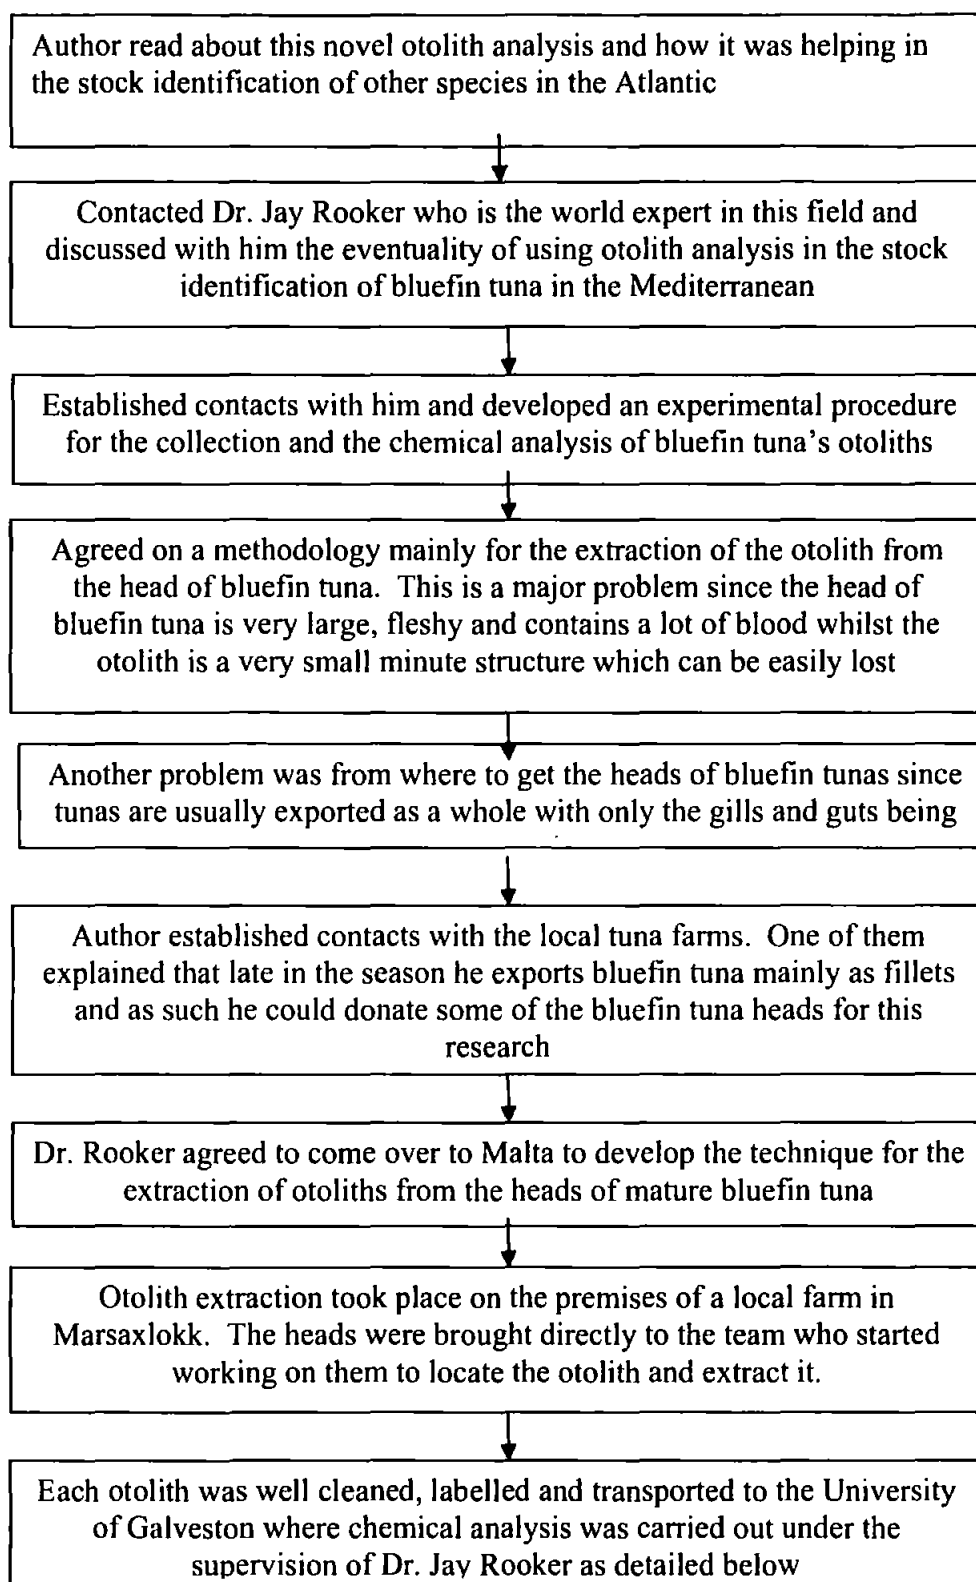 Author read about this novel otolith analysis and how it was helping in
the stock identification of other species in the Atlantic
Contacted Dr. Jay Rooker who is the world expert in this field and
discussed with him the eventuality of using otolith analysis in the stock
identification of bluefin tuna in the Mediterranean
Established contacts with him and developed an experimental procedure
for the collection and the chemical analysis of bluefin tuna's otoliths
Agreed on a methodology mainly for the extraction of the otolith from
the head of bluefin tuna. This is a major problem since the head of
bluefin tuna is very large, fleshy and contains a lot of blood whilst the
otolith is a very small minute structure which can be easily lost
Another problem was from where to get the heads of bluefin tunas since
tunas are usually exported as a whole with only the gills and guts being
Author established contacts with the local tuna farms. One of them
explained that late in the season he exports bluefin tuna mainly as fillets
and as such he could donate some of the bluefin tuna heads for this
research
Dr. Rooker agreed to come over to Malta to develop the technique for the
extraction of otoliths from the heads of mature bluefin tuna
Otolith extraction took place on the premises of a local farm in
Marsaxlokk. The heads were brought directly to the team who started
working on them to locate the otolith and extract it.
Each otolith was well cleaned, labelled and transported to the University
of Galveston where chemical analysis was carried out under the
supervision of Dr. Jay Rooker as detailed below